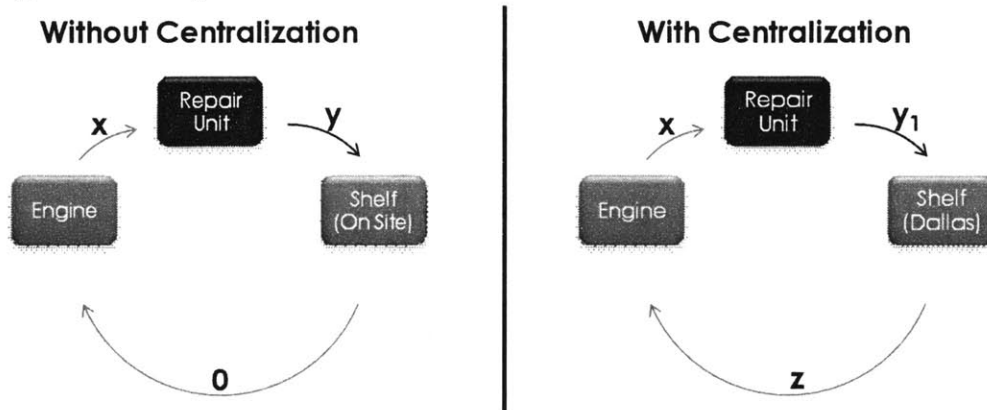 Without Centralization
x
Repair
Unit
y
Engine
Shelf
(On Site)
0
With Centralization
x
Repair
Unit
y₁
Engine
Shelf
(Dallas)
z